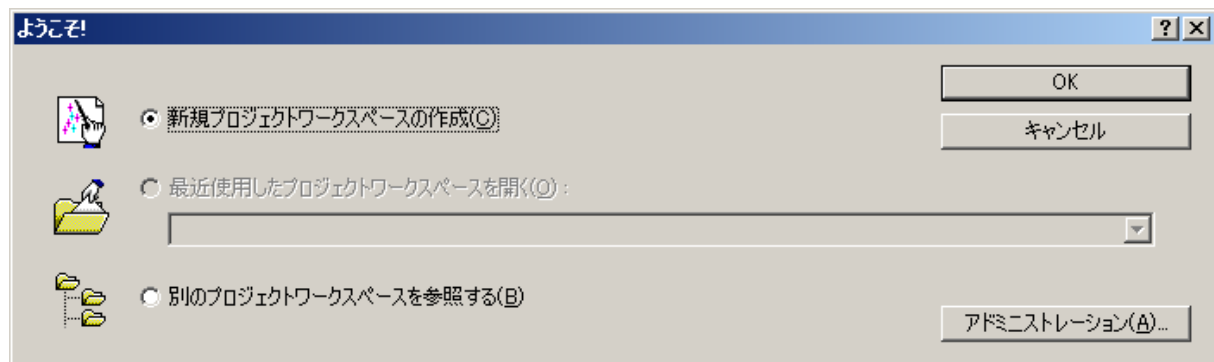 ようこそ!
OK
新規プロジェクトワークスペースの作成(C)
キャンセル
最近使用したプロジェクトワークスペースを開く(O) :
別のプロジェクトワークスペースを参照する(B)
アドミニストレーション(A)...